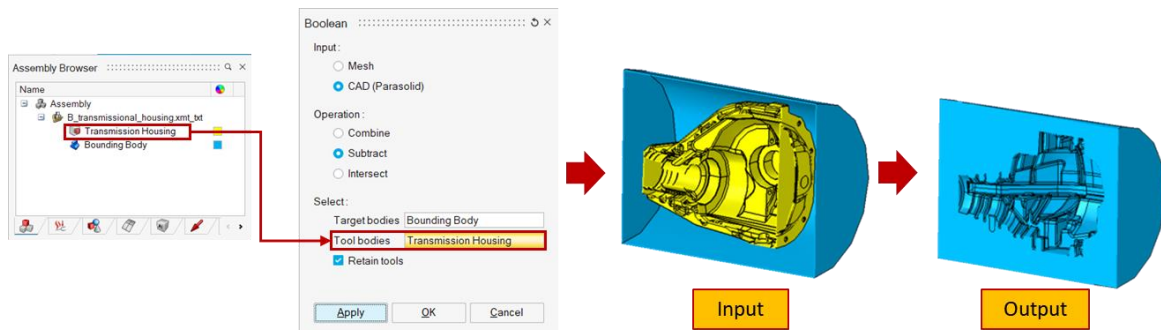 Assembly Browser
Name
Assembly
B_transmissional_housing.xmt_txt
Transmission Housing
Bounding Body
Boolean
Input :
Mesh
CAD (Parasolid)
Operation :
Combine
Subtract
Intersect
Select :
Target bodies Bounding Body
Tool bodies Transmission Housing
Retain tools
Apply OK Cancel
Input
Output